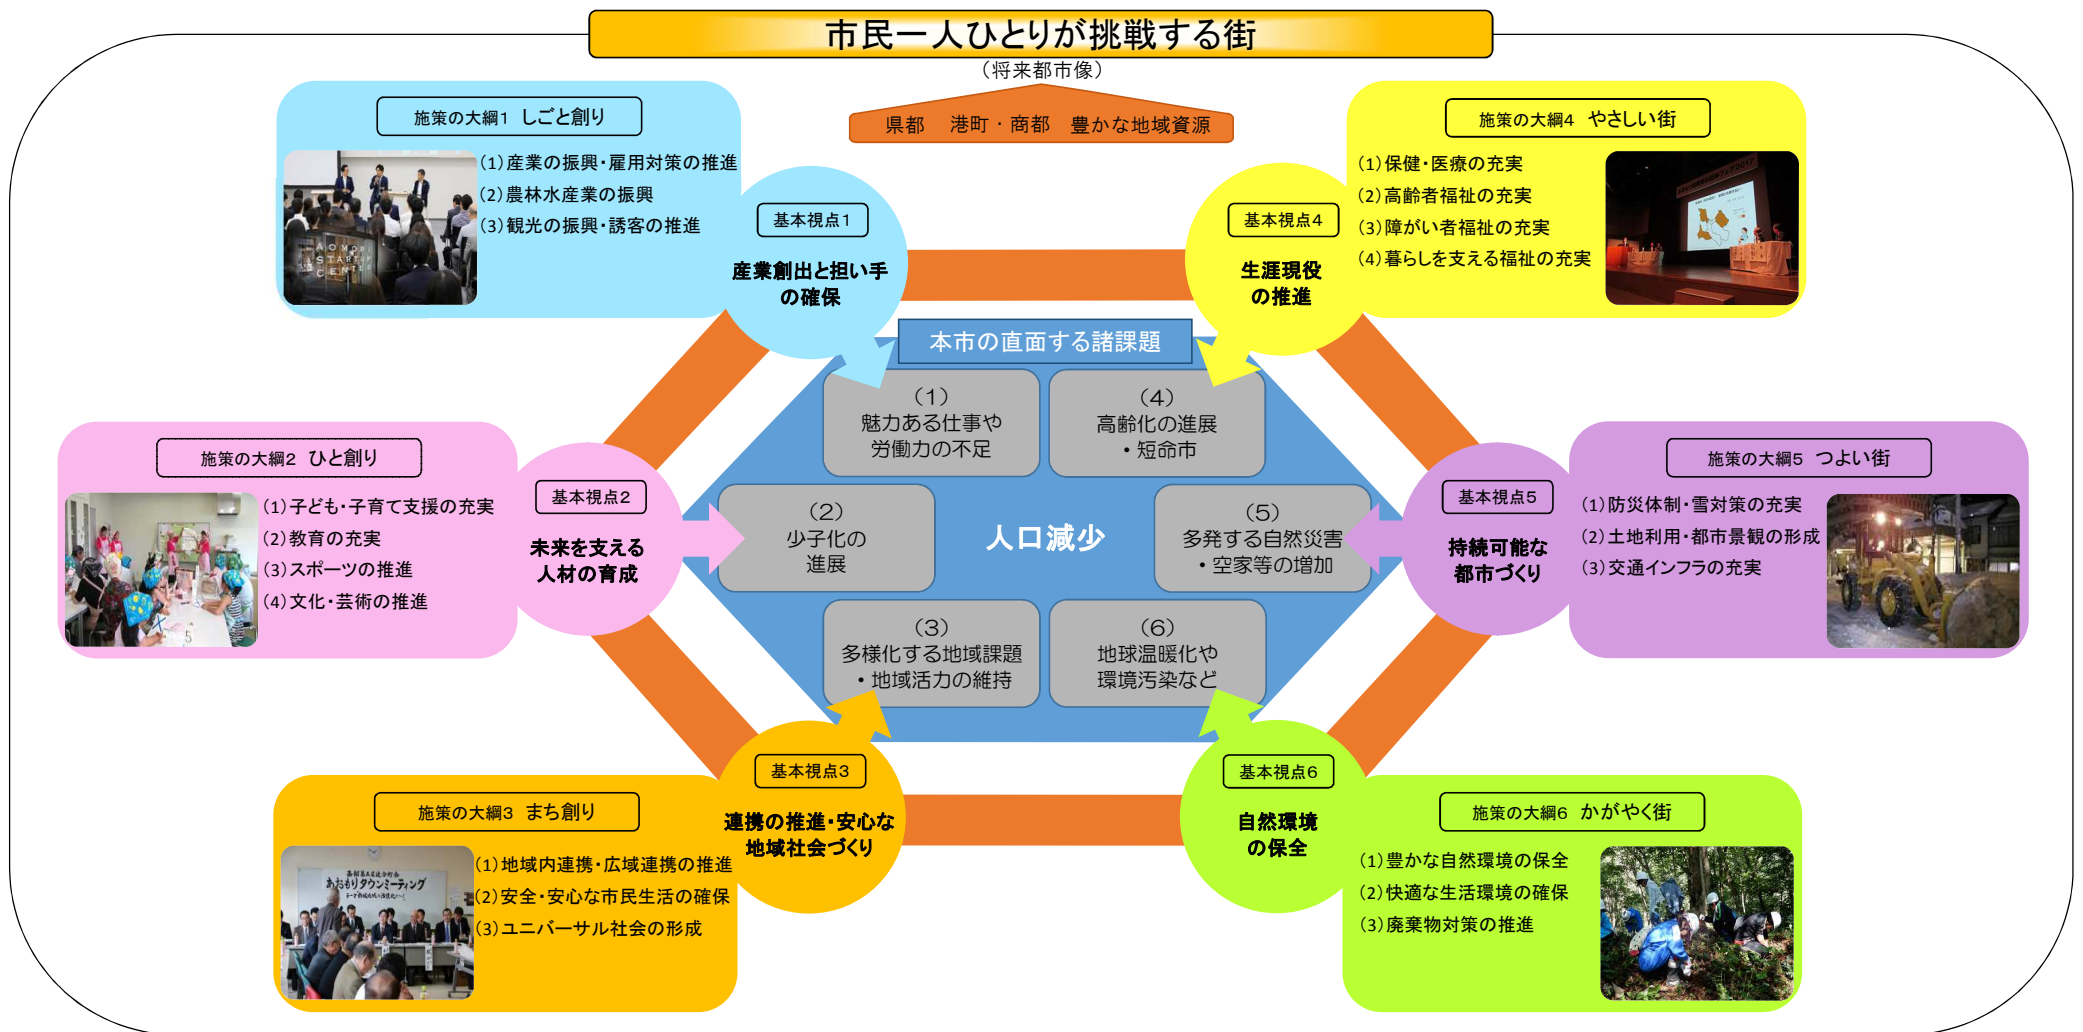 市民一人ひとりが挑戦する街
（将来都市像）
県都　港町・商都　豊かな地域資源
施策の大綱1 しごと創り
(1)産業の振興・雇用対策の推進
(2)農林水産業の振興
(3)観光の振興・誘客の推進
AOMORI
STARTUP
CENTER
基本視点1
産業創出と担い手
の確保
施策の大綱4 やさしい街
(1)保健・医療の充実
(2)高齢者福祉の充実
(3)障がい者福祉の充実
(4)暮らしを支える福祉の充実
基本視点4
生涯現役
の推進
本市の直面する諸課題
（1）
魅力ある仕事や
労働力の不足
（4）
高齢化の進展
・短命市
施策の大綱2 ひと創り
(1)子ども・子育て支援の充実
(2)教育の充実
(3)スポーツの推進
(4)文化・芸術の推進
基本視点2
未来を支える
人材の育成
（2）
少子化の
進展
人口減少
（5）
多発する自然災害
・空家等の増加
基本視点5
持続可能な
都市づくり
施策の大綱5 つよい街
(1)防災体制・雪対策の充実
(2)土地利用・都市景観の形成
(3)交通インフラの充実
（3）
多様化する地域課題
・地域活力の維持
（6）
地球温暖化や
環境汚染など
基本視点3
連携の推進・安心な
地域社会づくり
施策の大綱3 まち創り
(1)地域内連携・広域連携の推進
(2)安全・安心な市民生活の確保
(3)ユニバーサル社会の形成
あおもりタウンミーティング
基本視点6
自然環境
の保全
施策の大綱6 かがやく街
(1)豊かな自然環境の保全
(2)快適な生活環境の確保
(3)廃棄物対策の推進